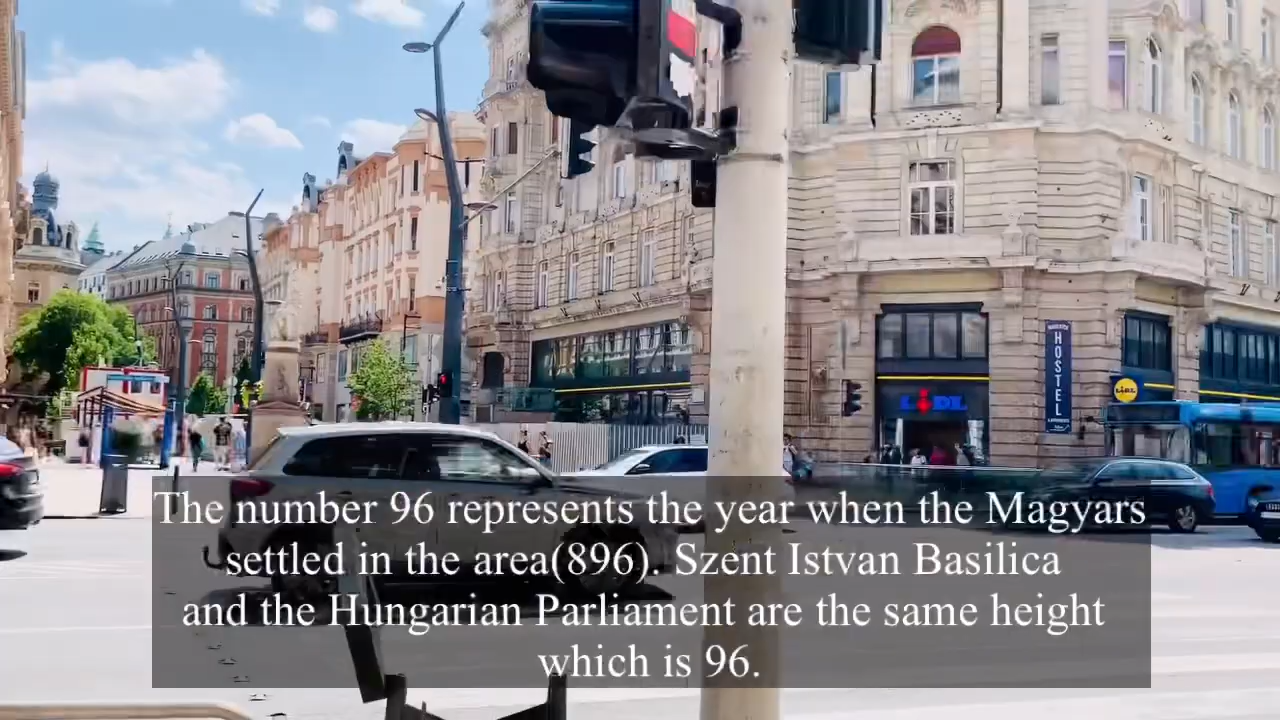 LIDL
HOSTEL
LIDL
The number 96 represents the year when the Magyars
settled in the area(896). Szent Istvan Basilica
and the Hungarian Parliament are the same height
which is 96.